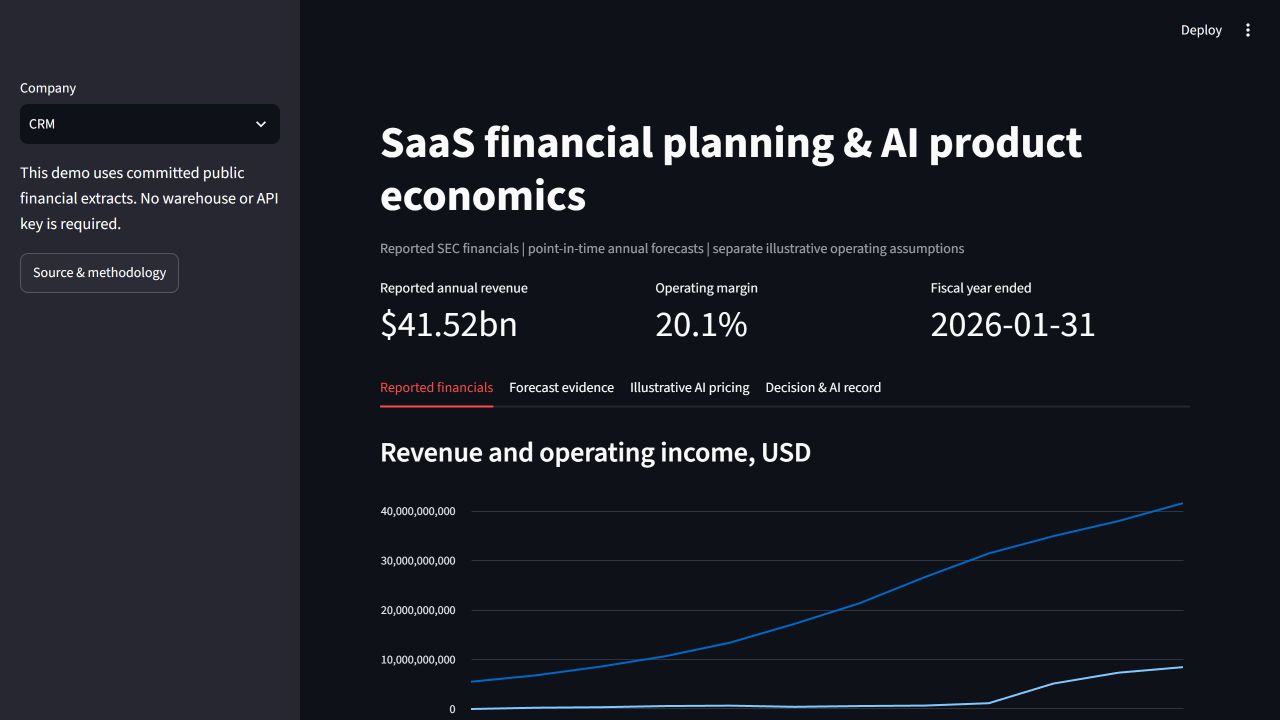 Deploy
Company
CRM
This demo uses committed public
financial extracts. No warehouse or API
key is required.
Source & methodology
SaaS financial planning & AI product
economics
Reported SEC financials | point-in-time annual forecasts | separate illustrative operating assumptions
Reported annual revenue
$41.52bn
Operating margin
20.1%
Fiscal year ended
2026-01-31
Reported financials
Forecast evidence
Illustrative AI pricing
Decision & AI record
Revenue and operating income, USD
40,000,000,000
30,000,000,000
20,000,000,000
10,000,000,000
0